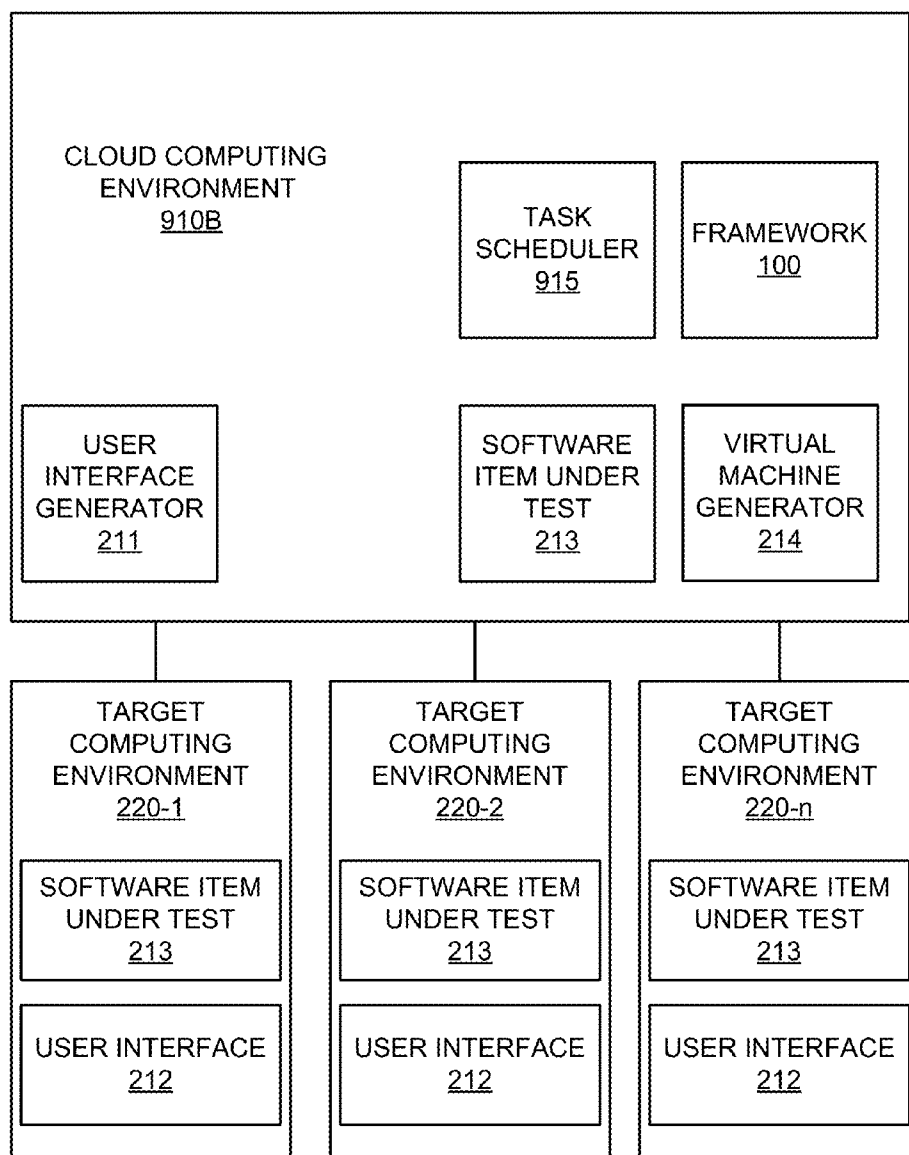 CLOUD COMPUTING
ENVIRONMENT
910B
TASK
SCHEDULER
915
FRAMEWORK
100
USER
INTERFACE
GENERATOR
211
SOFTWARE
ITEM UNDER
TEST
213
VIRTUAL
MACHINE
GENERATOR
214
TARGET
COMPUTING
ENVIRONMENT
220-1
SOFTWARE ITEM
UNDER TEST
213
USER INTERFACE
212
TARGET
COMPUTING
ENVIRONMENT
220-2
SOFTWARE ITEM
UNDER TEST
213
USER INTERFACE
212
TARGET
COMPUTING
ENVIRONMENT
220-n
SOFTWARE ITEM
UNDER TEST
213
USER INTERFACE
212